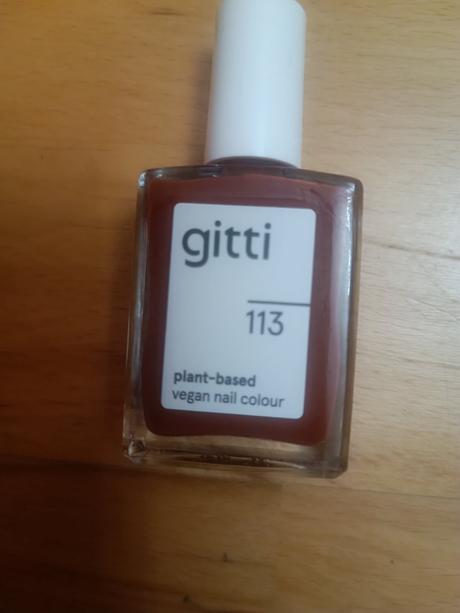 gitti
113
plant-based
vegan nail colour